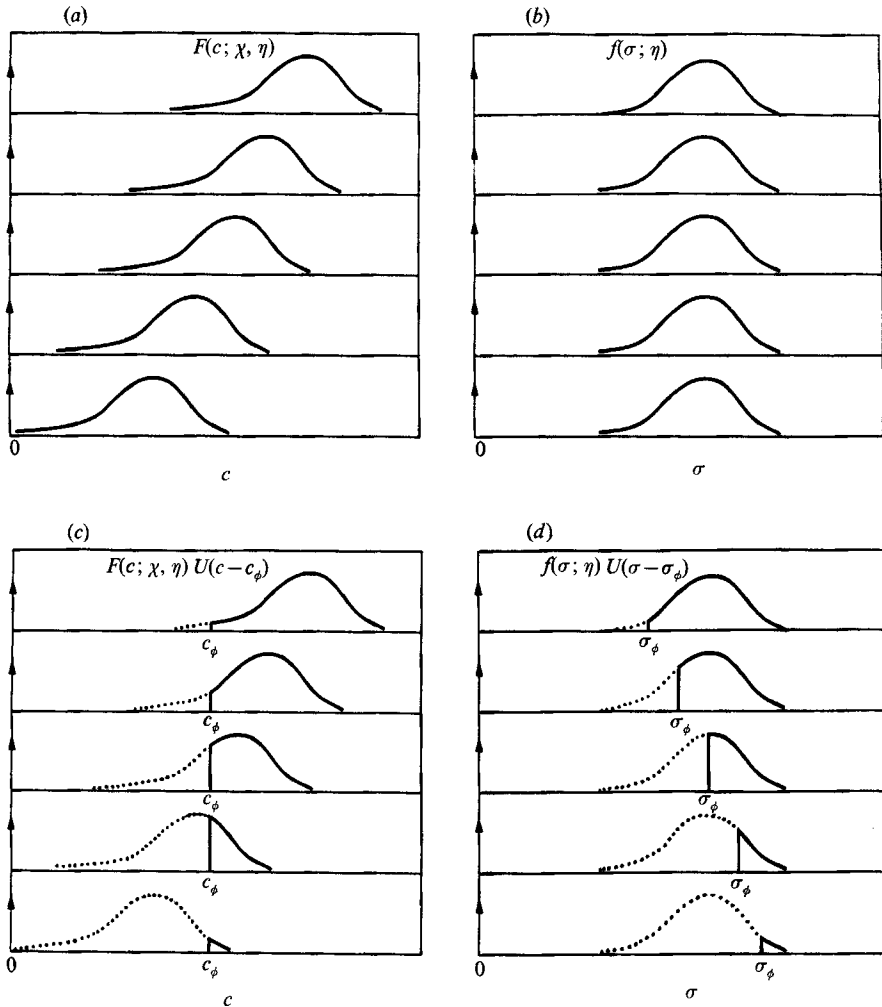 (a)
F(c; χ, η)
0
c
(b)
f(σ; η)
0
σ
(c)
F(c; χ, η) U(c−c_ϕ)
c_ϕ
c_ϕ
c_ϕ
c_ϕ
c_ϕ
0
c
(d)
f(σ; η) U(σ−σ_ϕ)
σ_ϕ
σ_ϕ
σ_ϕ
σ_ϕ
σ_ϕ
0
σ